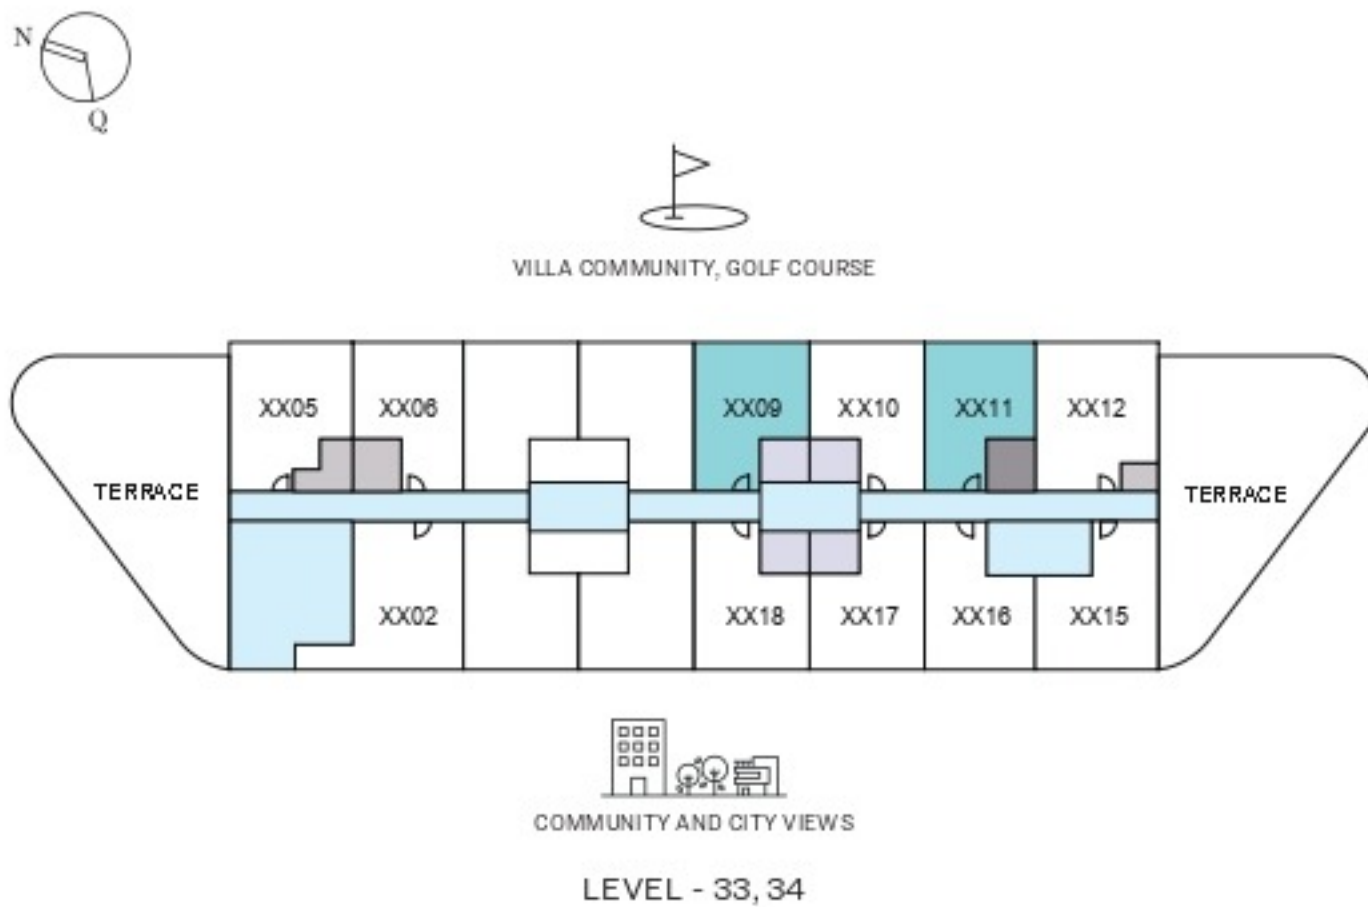 N
Q
VILLA COMMUNITY, GOLF COURSE
XX05 XX06 XX09 XX10 XX11 XX12
TERRACE TERRACE
XX02 XX18 XX17 XX16 XX15
COMMUNITY AND CITY VIEWS
LEVEL - 33, 34